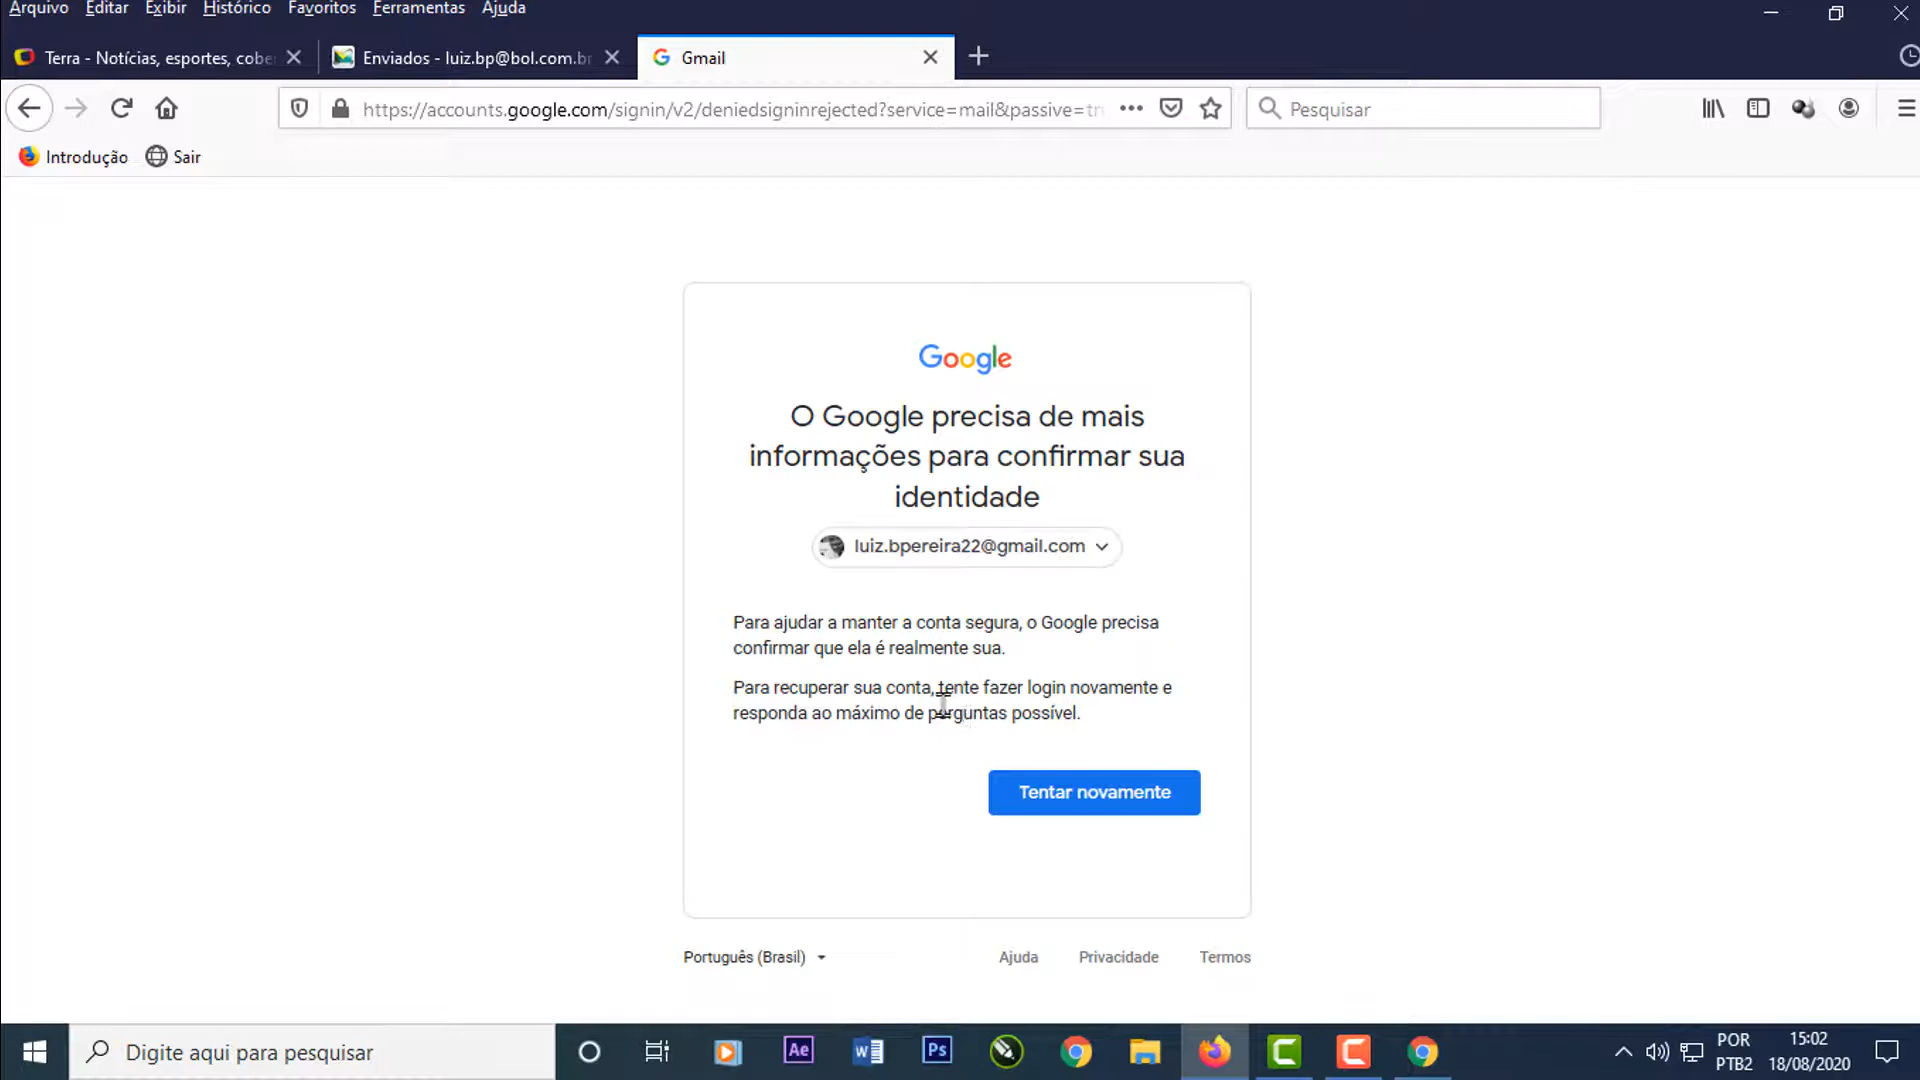 Arquivo Editar Exibir Histórico Favoritos Ferramentas Ajuda
Terra - Notícias, esportes, cobe
Enviados - luiz.bp@bol.com.br
Gmail
https://accounts.google.com/signin/v2/deniedsigninrejected?service=mail&passive=tr
Pesquisar
Introdução
Sair
Google
O Google precisa de mais
informações para confirmar sua
identidade
luiz.bpereira22@gmail.com
Para ajudar a manter a conta segura, o Google precisa
confirmar que ela é realmente sua.
Para recuperar sua conta, tente fazer login novamente e
responda ao máximo de perguntas possível.
Tentar novamente
Português (Brasil)
Ajuda
Privacidade
Termos
Digite aqui para pesquisar
Ae
W
Ps
POR
PTB2
15:02
18/08/2020